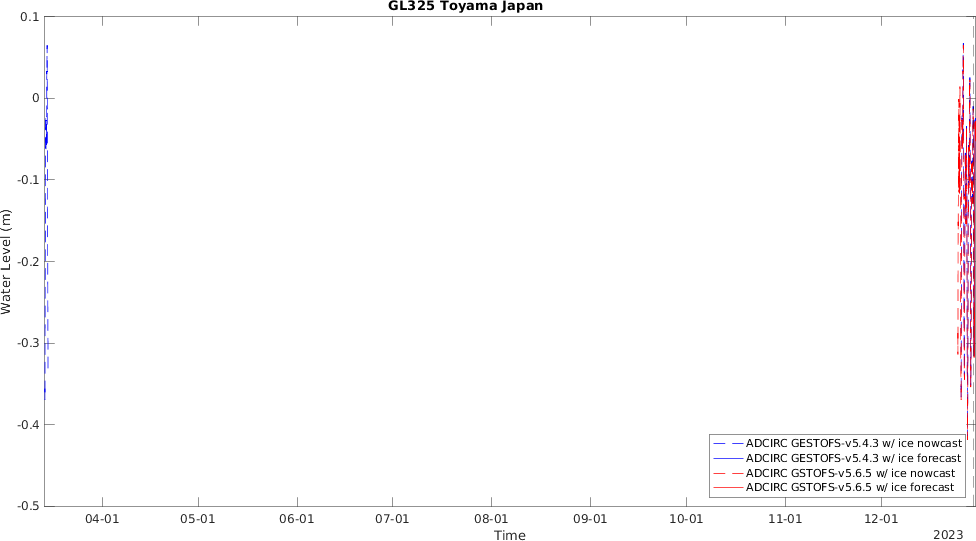 GL325 Toyama Japan
0.1
0
-0.1
-0.2
-0.3
-0.4
-0.5
Water Level (m)
ADCIRC GESTOFS-v5.4.3 w/ ice nowcast
ADCIRC GESTOFS-v5.4.3 w/ ice forecast
ADCIRC GSTOFS-v5.6.5 w/ ice nowcast
ADCIRC GSTOFS-v5.6.5 w/ ice forecast
04-01 05-01 06-01 07-01 08-01 09-01 10-01 11-01 12-01
Time
2023